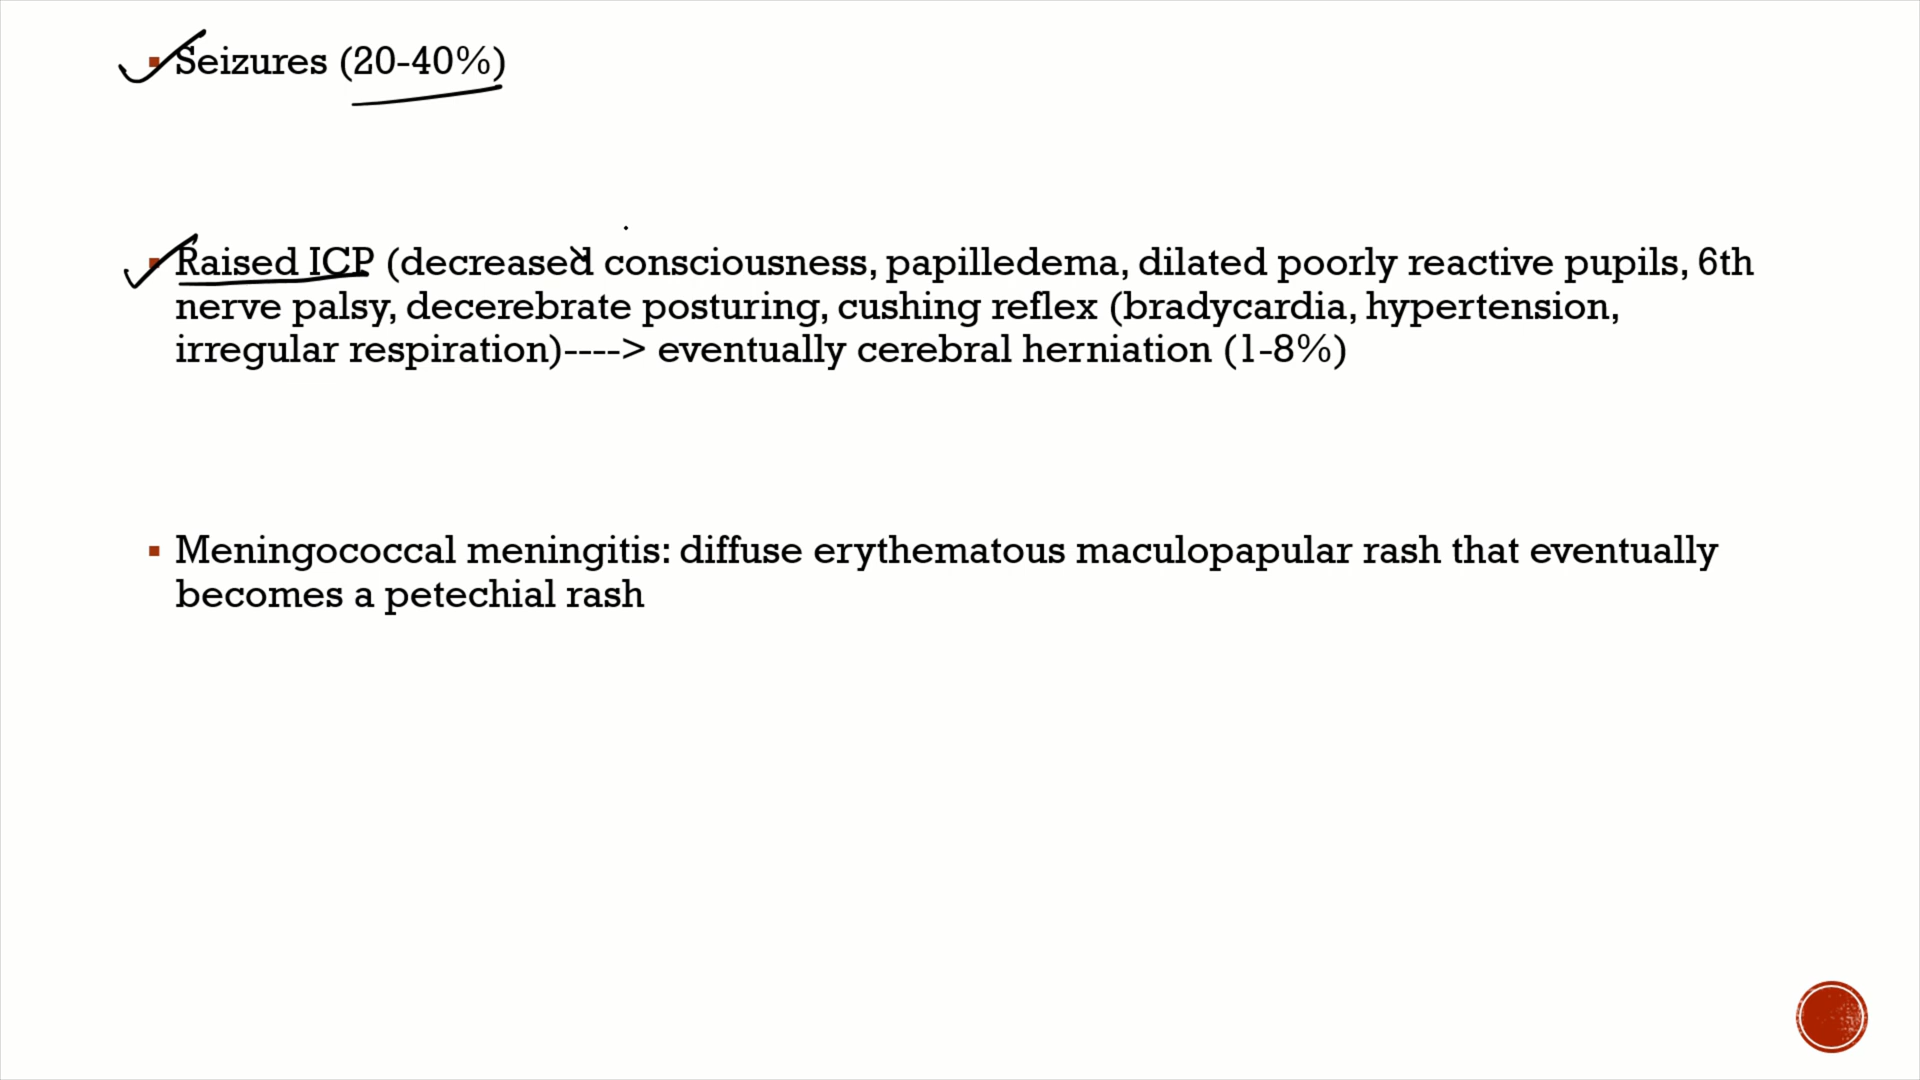 Seizures (20-40%)
Raised ICP (decreased consciousness, papilledema, dilated poorly reactive pupils, 6th
nerve palsy, decerebrate posturing, cushing reflex (bradycardia, hypertension,
irregular respiration)----> eventually cerebral herniation (1-8%)
Meningococcal meningitis: diffuse erythematous maculopapular rash that eventually
becomes a petechial rash